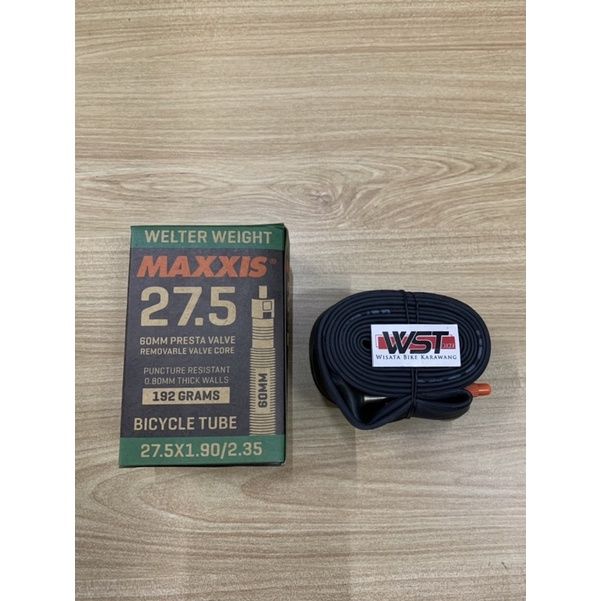 WELTER WEIGHT
MAXXIS®
27.5
60MM PRESTA VALVE
REMOVABLE VALVE CORE
PUNCTURE RESISTANT
0.80MM THICK WALLS
192 GRAMS
60MM
BICYCLE TUBE
27.5X1.90/2.35
WST
WISATA BIKE KARAWANG